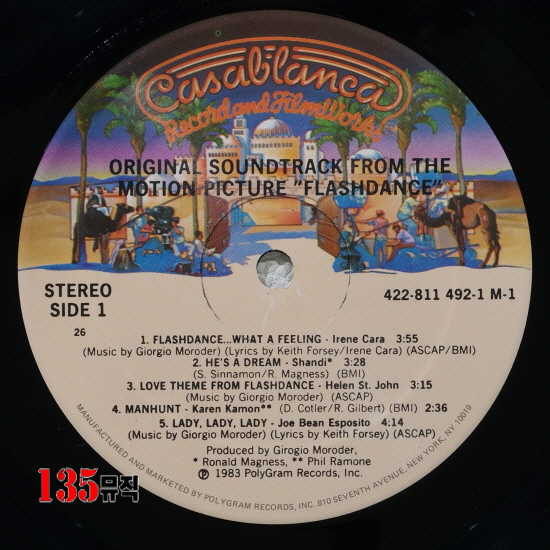 Casablanca
Record and FilmWorks
ORIGINAL SOUNDTRACK FROM THE
MOTION PICTURE "FLASHDANCE"
STEREO
SIDE 1
422-811 492-1 M-1
26
1. FLASHDANCE...WHAT A FEELING - Irene Cara 3:55
(Music by Giorgio Moroder) (Lyrics by Keith Forsey/Irene Cara) (ASCAP/BMI)
2. HE'S A DREAM - Shandi* 3:28
(S. Sinnamon/R. Magness) (BMI)
3. LOVE THEME FROM FLASHDANCE - Helen St. John 3:15
(Music by Giorgio Moroder) (ASCAP)
4. MANHUNT - Karen Kamon** (D. Cotler/R. Gilbert) (BMI) 2:36
5. LADY, LADY, LADY - Joe Bean Esposito 4:14
(Music by Giorgio Moroder) (Lyrics by Keith Forsey) (ASCAP)
Produced by Girogio Moroder,
* Ronald Magness, ** Phil Ramone
℗ 1983 PolyGram Records, Inc.
MANUFACTURED AND MARKETED BY POLYGRAM RECORDS, INC. 810 SEVENTH AVENUE, NEW YORK, NY 10019
135뮤직